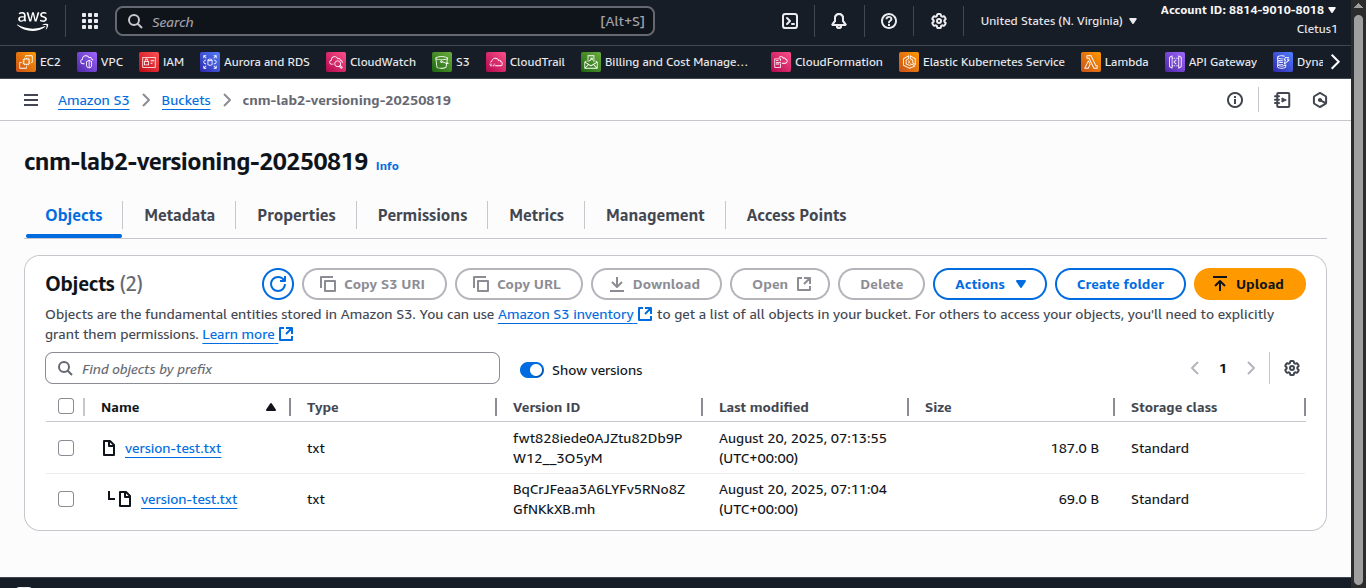 aws
Search [Alt+S]
United States (N. Virginia)
Account ID: 8814-9010-8018
Cletus1
EC2 VPC IAM Aurora and RDS CloudWatch S3 CloudTrail Billing and Cost Manage... CloudFormation Elastic Kubernetes Service Lambda API Gateway Dyna
Amazon S3 Buckets cnm-lab2-versioning-20250819
cnm-lab2-versioning-20250819 Info
Objects Metadata Properties Permissions Metrics Management Access Points
Objects (2) Copy S3 URI Copy URL Download Open Delete Actions Create folder Upload
Objects are the fundamental entities stored in Amazon S3. You can use Amazon S3 inventory to get a list of all objects in your bucket. For others to access your objects, you'll need to explicitly
grant them permissions. Learn more
Find objects by prefix Show versions 1
Name Type Version ID Last modified Size Storage class
version-test.txt txt fwt828iede0AJZtu82Db9P August 20, 2025, 07:13:55 187.0 B Standard
W12__3O5yM (UTC+00:00)
version-test.txt txt BqCrJFeaa3A6LYFv5RNo8Z August 20, 2025, 07:11:04 69.0 B Standard
GfNKkXB.mh (UTC+00:00)